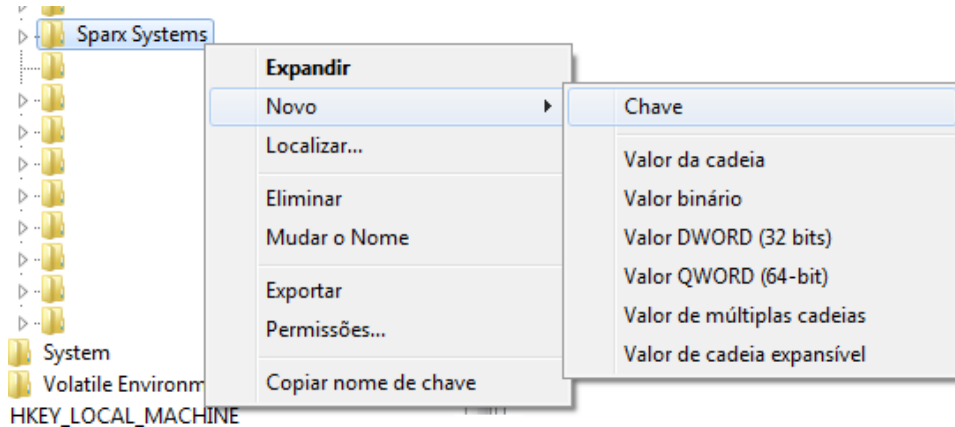 Sparx Systems
Expandir
Novo
Localizar...
Eliminar
Mudar o Nome
Exportar
Permissões...
Copiar nome de chave
Chave
Valor da cadeia
Valor binário
Valor DWORD (32 bits)
Valor QWORD (64-bit)
Valor de múltiplas cadeias
Valor de cadeia expansível
System
Volatile Environm
HKEY_LOCAL_MACHINE